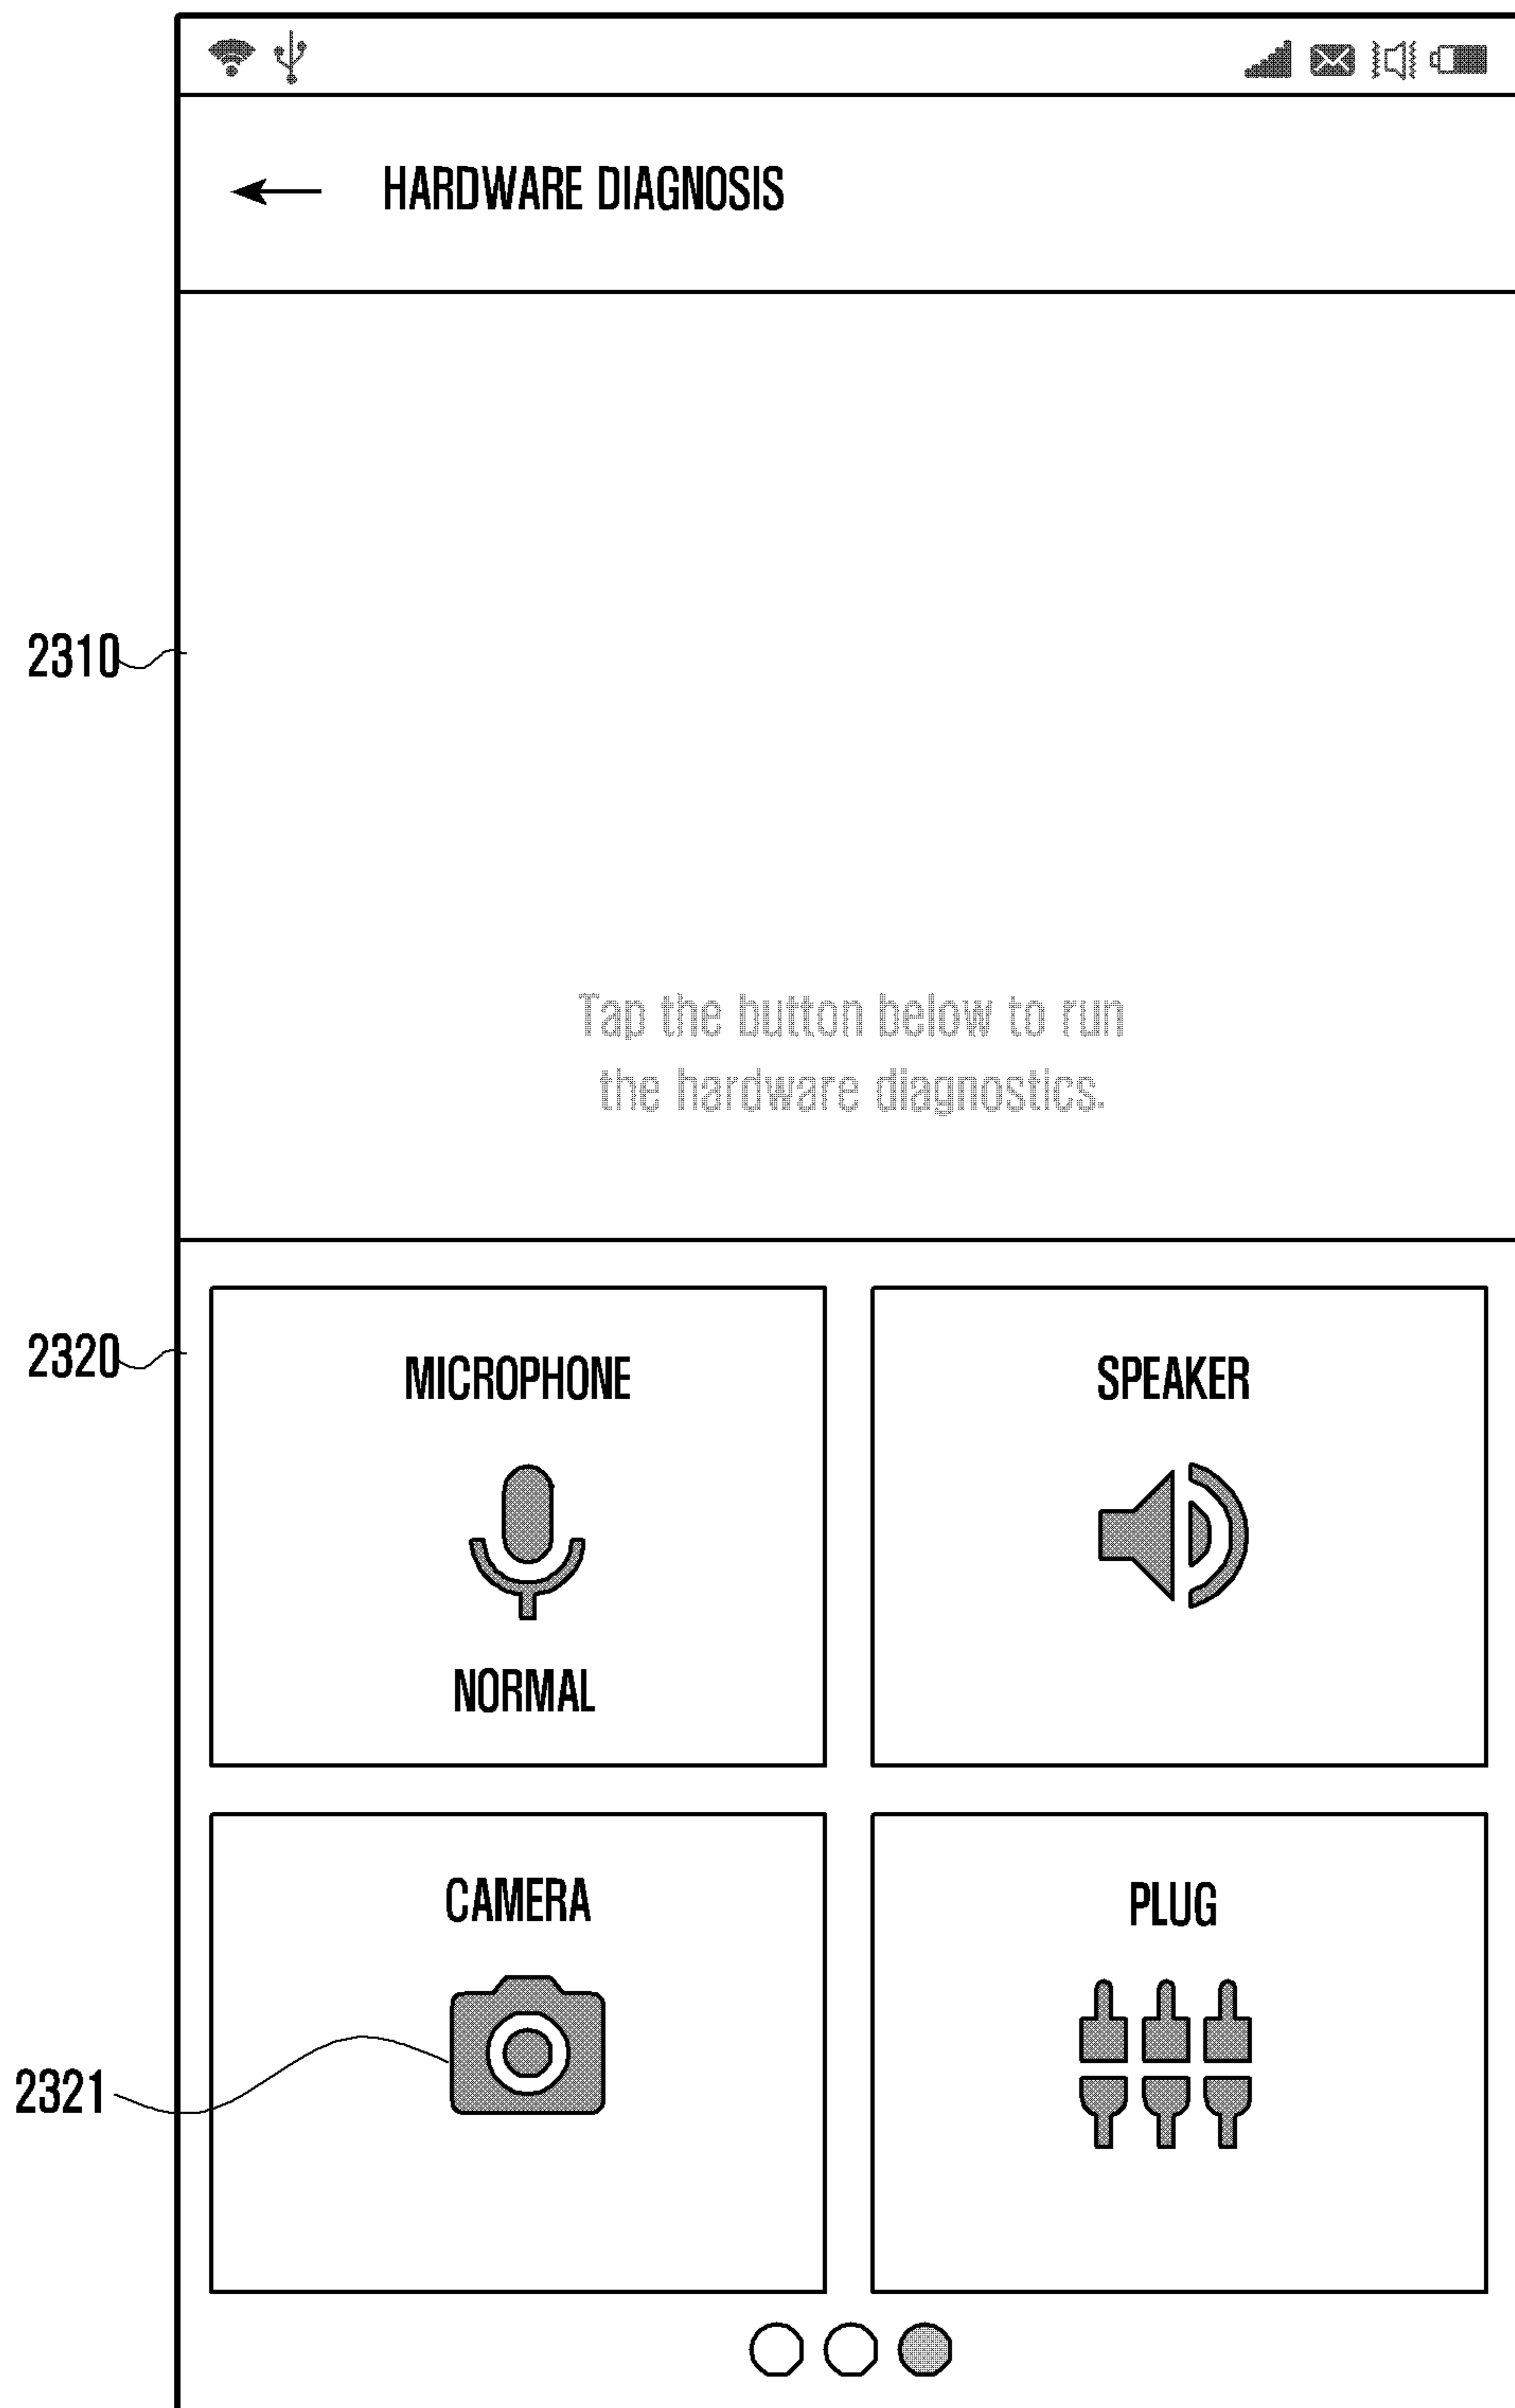 HARDWARE DIAGNOSIS
2310
Tap the button below to run
the hardware diagnostics.
2320
MICROPHONE
SPEAKER
NORMAL
CAMERA
PLUG
2321